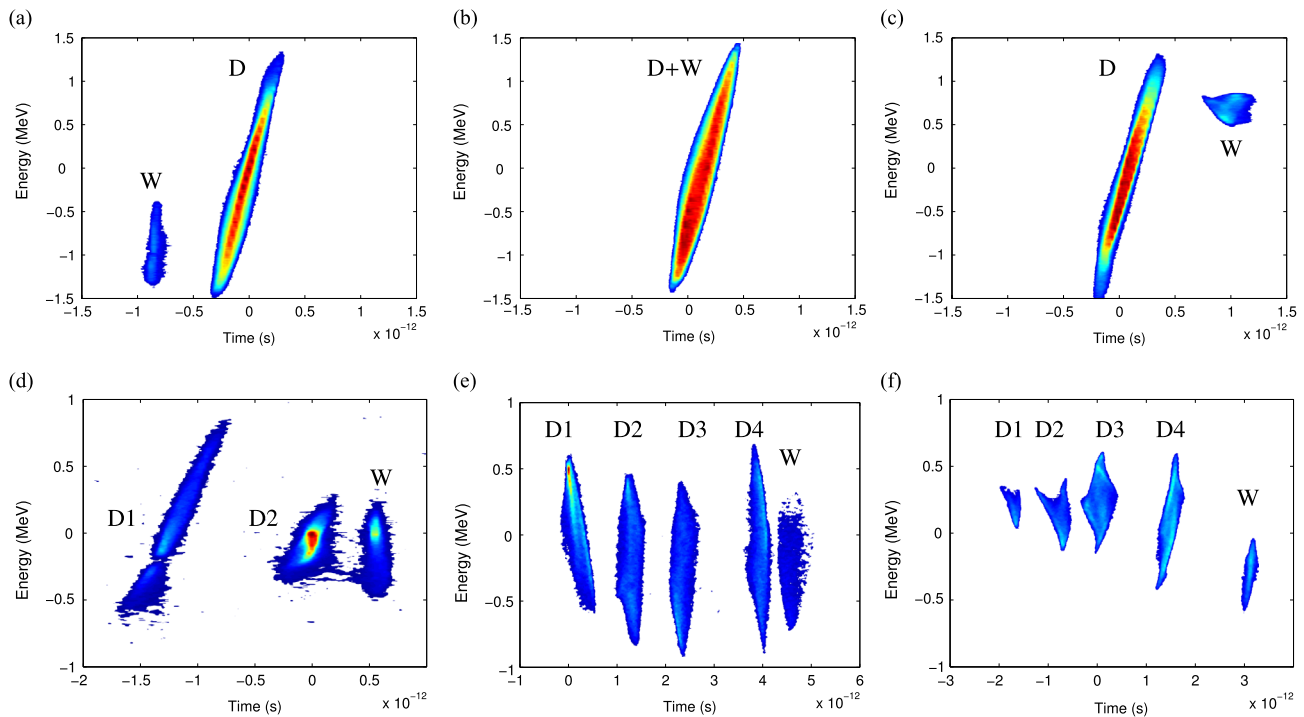 (a)
1.5
1
0.5
0
−0.5
−1
−1.5
Energy (MeV)
D
W
−1.5 −1 −0.5 0 0.5 1 1.5
Time (s)
x 10−12
(b)
1.5
1
0.5
0
−0.5
−1
−1.5
Energy (MeV)
D+W
−1.5 −1 −0.5 0 0.5 1 1.5
Time (s)
x 10−12
(c)
1.5
1
0.5
0
−0.5
−1
−1.5
Energy (MeV)
D
W
−1.5 −1 −0.5 0 0.5 1 1.5
Time (s)
x 10−12
(d)
1
0.5
0
−0.5
−1
Energy (MeV)
D1 D2 W
−2 −1.5 −1 −0.5 0 0.5
Time (s)
x 10−12
(e)
1
0.5
0
−0.5
−1
Energy (MeV)
D1 D2 D3 D4
W
−1 0 1 2 3 4 5 6
Time (s)
x 10−12
(f)
1
0.5
0
−0.5
−1
Energy (MeV)
D1 D2 D3 D4
W
−3 −2 −1 0 1 2 3
Time (s)
x 10−12